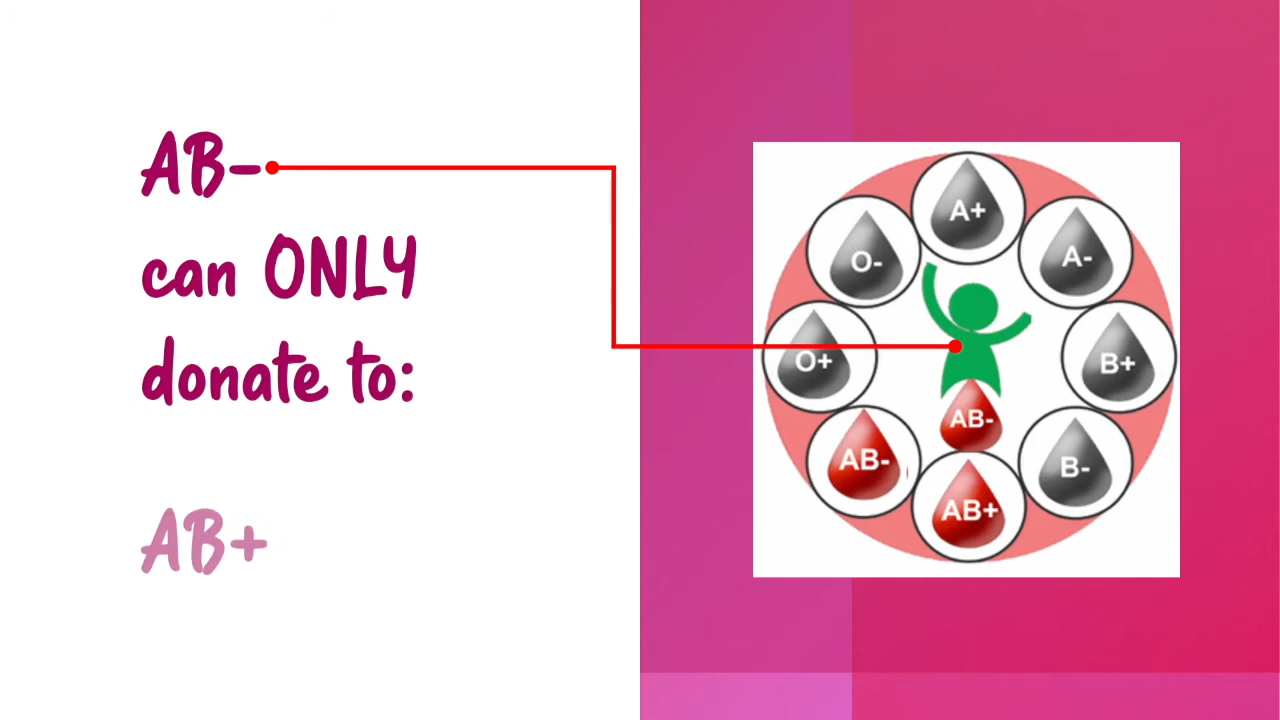 AB-
can ONLY
donate to:
AB+
A+
O-
A-
O+
B+
AB-
AB-
B-
AB+